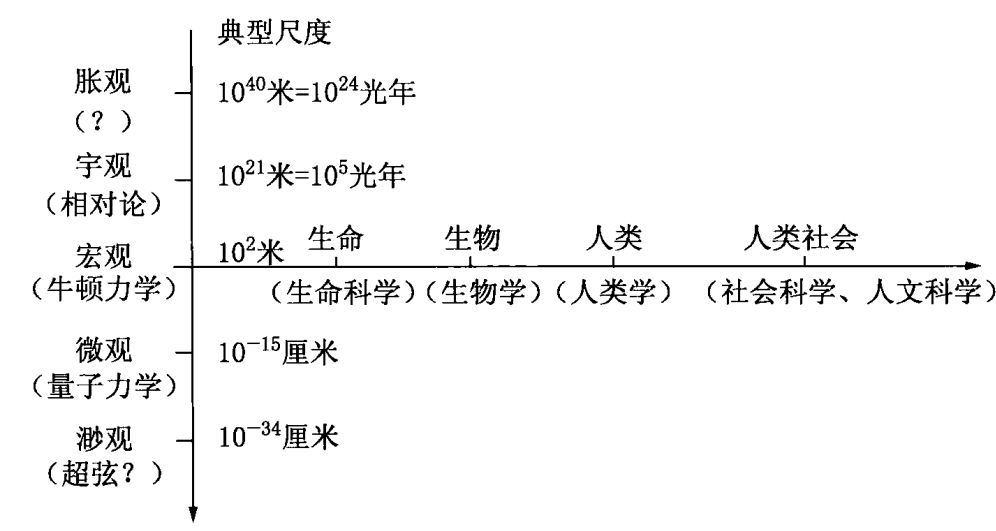 典型尺度
胀观
（？）
10⁴⁰米=10²⁴光年
宇观
（相对论）
10²¹米=10⁵光年
宏观
（牛顿力学）
10²米
生命
生物
人类
人类社会
（生命科学）（生物学）（人类学）
（社会科学、人文科学）
微观
（量子力学）
10⁻¹⁵厘米
渺观
（超弦？）
10⁻³⁴厘米